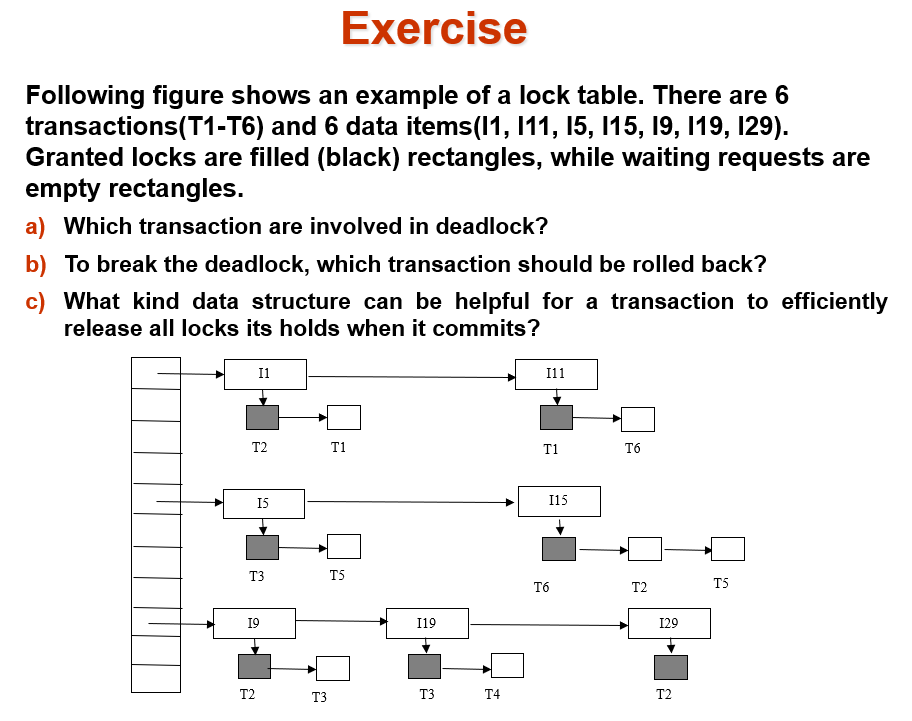 Exercise
Following figure shows an example of a lock table. There are 6
transactions(T1-T6) and 6 data items(I1, I11, I5, I15, I9, I19, I29).
Granted locks are filled (black) rectangles, while waiting requests are
empty rectangles.
a) Which transaction are involved in deadlock?
b) To break the deadlock, which transaction should be rolled back?
c) What kind data structure can be helpful for a transaction to efficiently
release all locks its holds when it commits?
I1 I11
T2 T1 T1 T6
I5 I15
T3 T5 T6 T2 T5
I9 I19 I29
T2 T3 T3 T4 T2